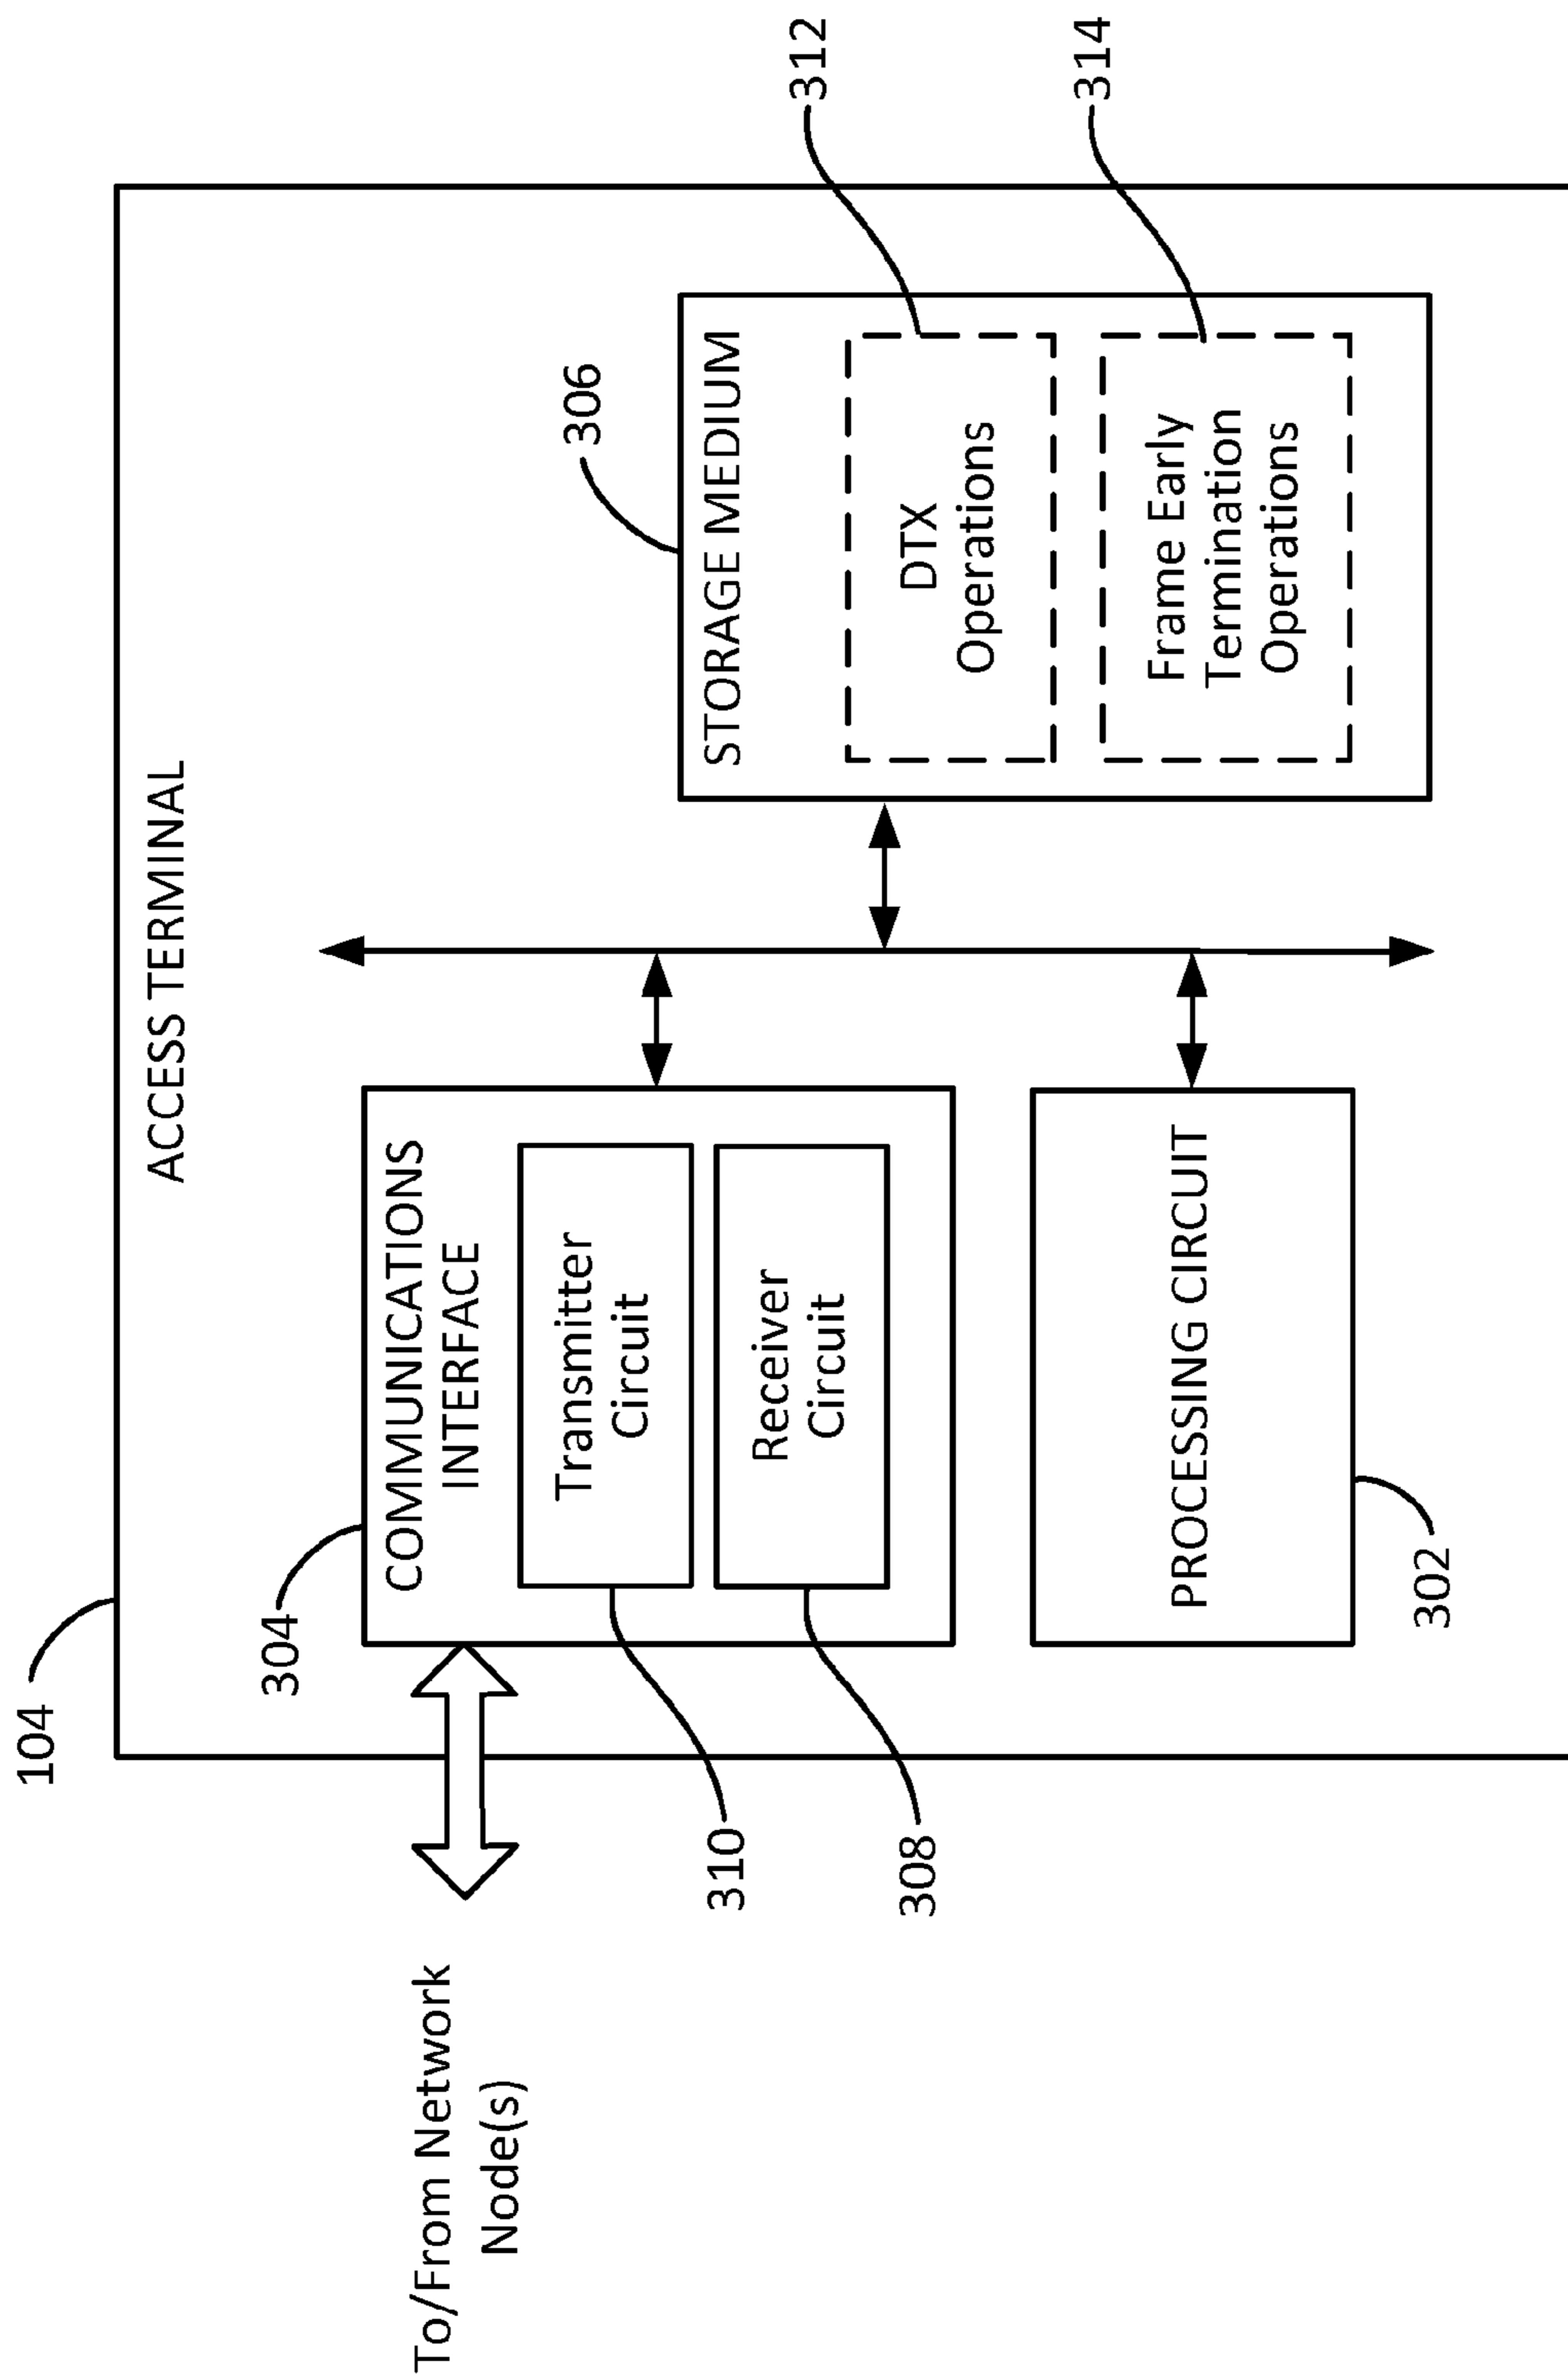 104
ACCESS TERMINAL
304
COMMUNICATIONS
INTERFACE
Transmitter
Circuit
Receiver
Circuit
To/From Network
Node(s)
310
308
PROCESSING CIRCUIT
302
306
STORAGE MEDIUM
DTX
Operations
Frame Early
Termination
Operations
312
314